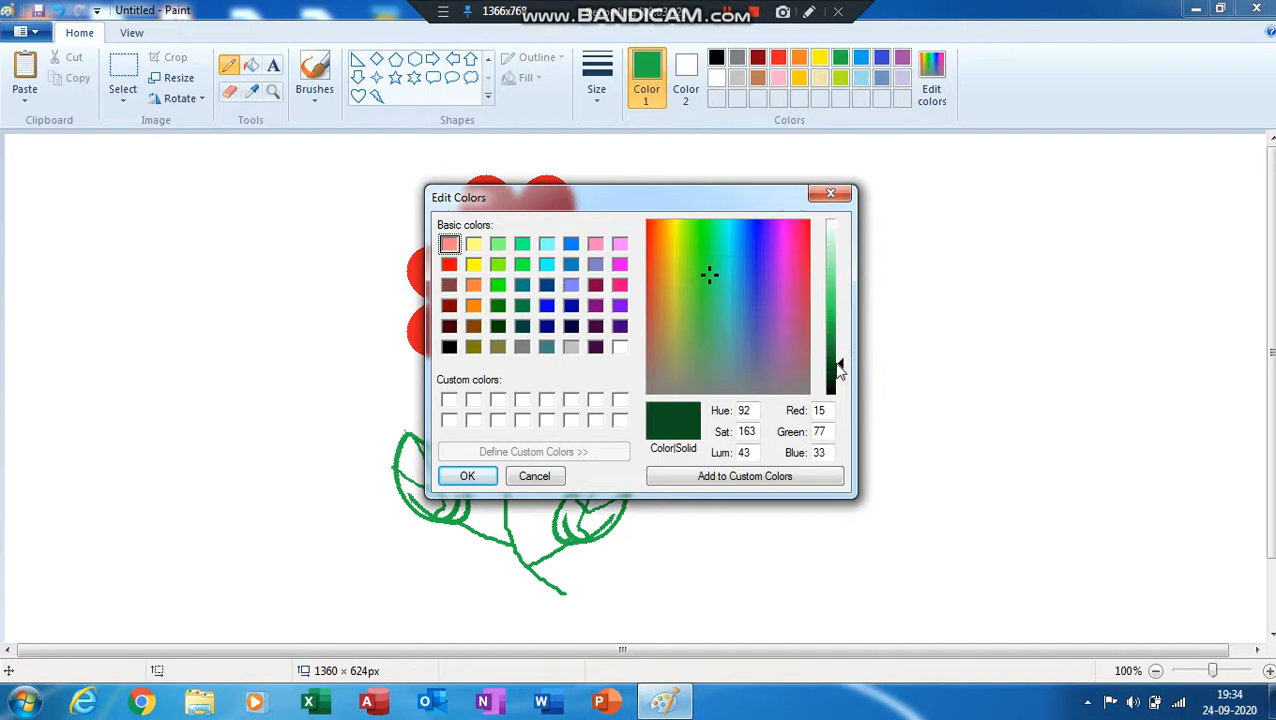 Untitled - Paint
1366x768
www.BANDICAM.com
Home
View
Paste
Cut
Copy
Clipboard
Select
Crop
Resize
Rotate
Image
A
Tools
Brushes
Outline
Fill
Shapes
Size
Color 1
Color 2
Edit colors
Colors
Edit Colors
Basic colors:
Custom colors:
Define Custom Colors >>
OK
Cancel
Color|Solid
Hue: 92
Sat: 163
Lum: 43
Red: 15
Green: 77
Blue: 33
Add to Custom Colors
1360 × 624px
100%
19:34
24-09-2020